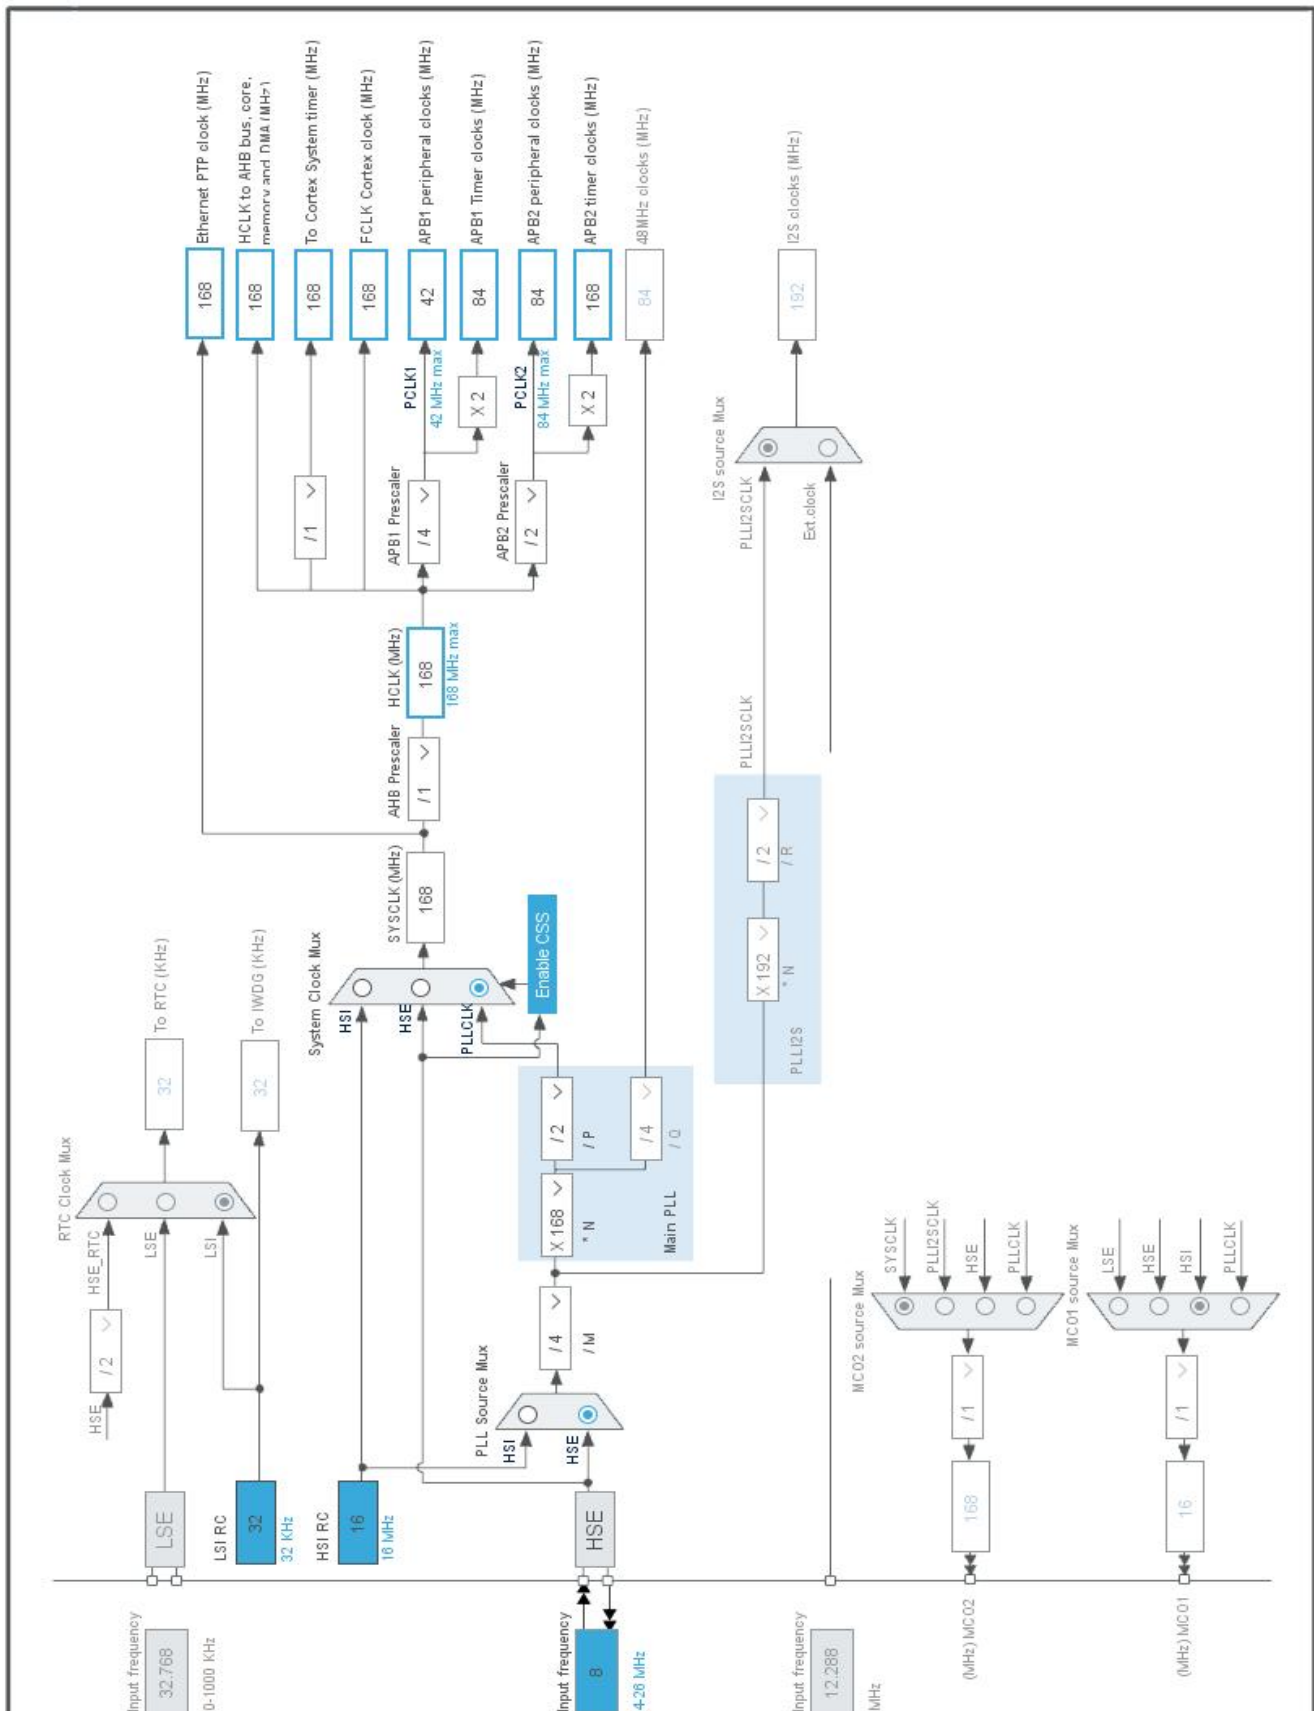 Input frequency
32.768
0-1000 KHz
LSE
LSI RC
32
32 KHz
HSI RC
16
16 MHz
Input frequency
8
4-26 MHz
HSE
Input frequency
12.288
MHz
HSE
/ 2
HSE_RTC
LSE
LSI
RTC Clock Mux
32
To RTC (KHz)
32
To IWDG (KHz)
PLL Source Mux
HSI
HSE
/ 4
/ M
X 168
* N
/ 2
/ P
/ 4
/ Q
Main PLL
System Clock Mux
HSI
HSE
PLLCLK
Enable CSS
SYSCLK (MHz)
168
AHB Prescaler
/ 1
HCLK (MHz)
168
168 MHz max
/ 1
APB1 Prescaler
/ 4
PCLK1
42 MHz max
X 2
APB2 Prescaler
/ 2
PCLK2
84 MHz max
X 2
168
Ethernet PTP clock (MHz)
168
HCLK to AHB bus, core,
memory and DMA (MHz)
168
To Cortex System timer (MHz)
168
FCLK Cortex clock (MHz)
42
APB1 peripheral clocks (MHz)
84
APB1 Timer clocks (MHz)
84
APB2 peripheral clocks (MHz)
168
APB2 timer clocks (MHz)
84
48MHz clocks (MHz)
PLLI2S
X 192
* N
/ 2
/ R
PLLI2SCLK
PLLI2SCLK
Ext.clock
I2S source Mux
192
I2S clocks (MHz)
MCO2 source Mux
SYSCLK
PLLI2SCLK
HSE
PLLCLK
/ 1
168
(MHz) MCO2
MCO1 source Mux
LSE
HSE
HSI
PLLCLK
/ 1
16
(MHz) MCO1